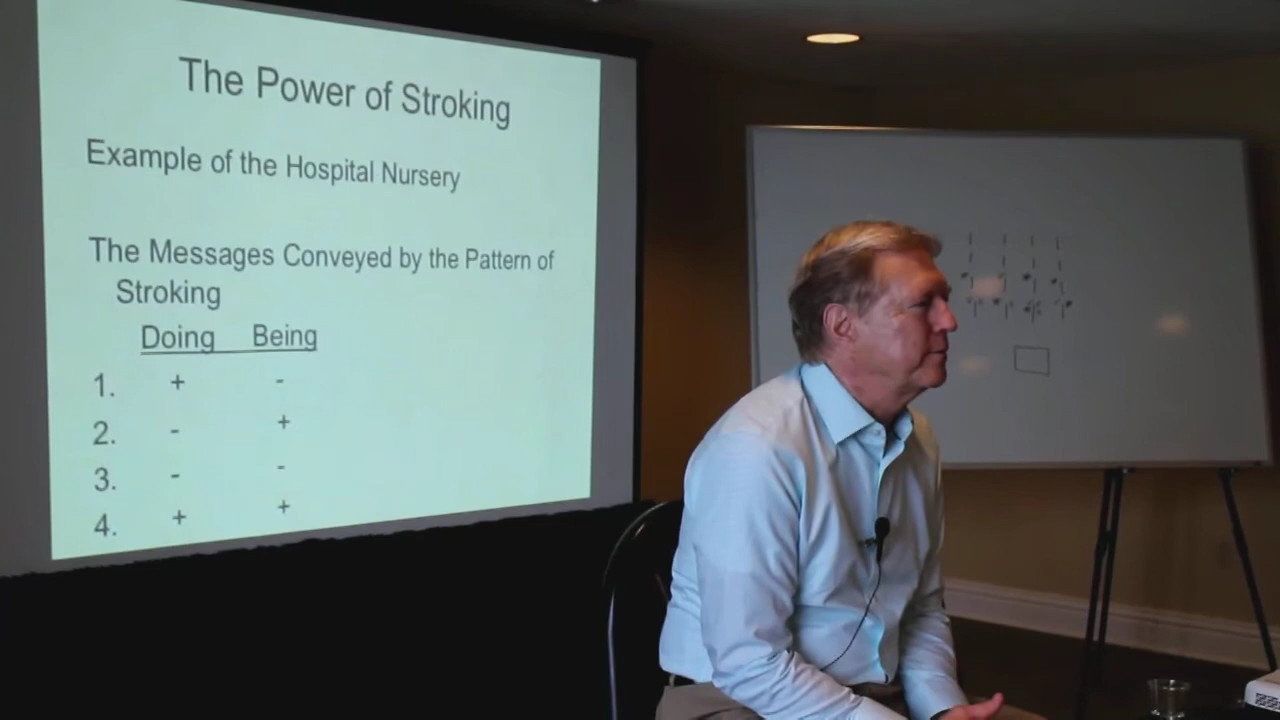 The Power of Stroking
Example of the Hospital Nursery
The Messages Conveyed by the Pattern of
Stroking
Doing Being
1. + -
2. - +
3. - -
4. + +